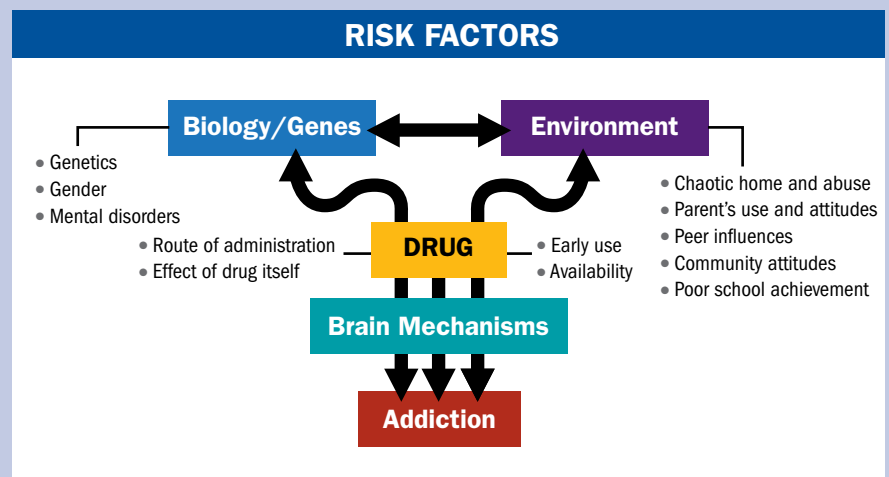 RISK FACTORS
Biology/Genes
Environment
• Genetics
• Gender
• Mental disorders
• Chaotic home and abuse
• Parent's use and attitudes
• Peer influences
• Community attitudes
• Poor school achievement
• Route of administration
• Effect of drug itself
DRUG
• Early use
• Availability
Brain Mechanisms
Addiction